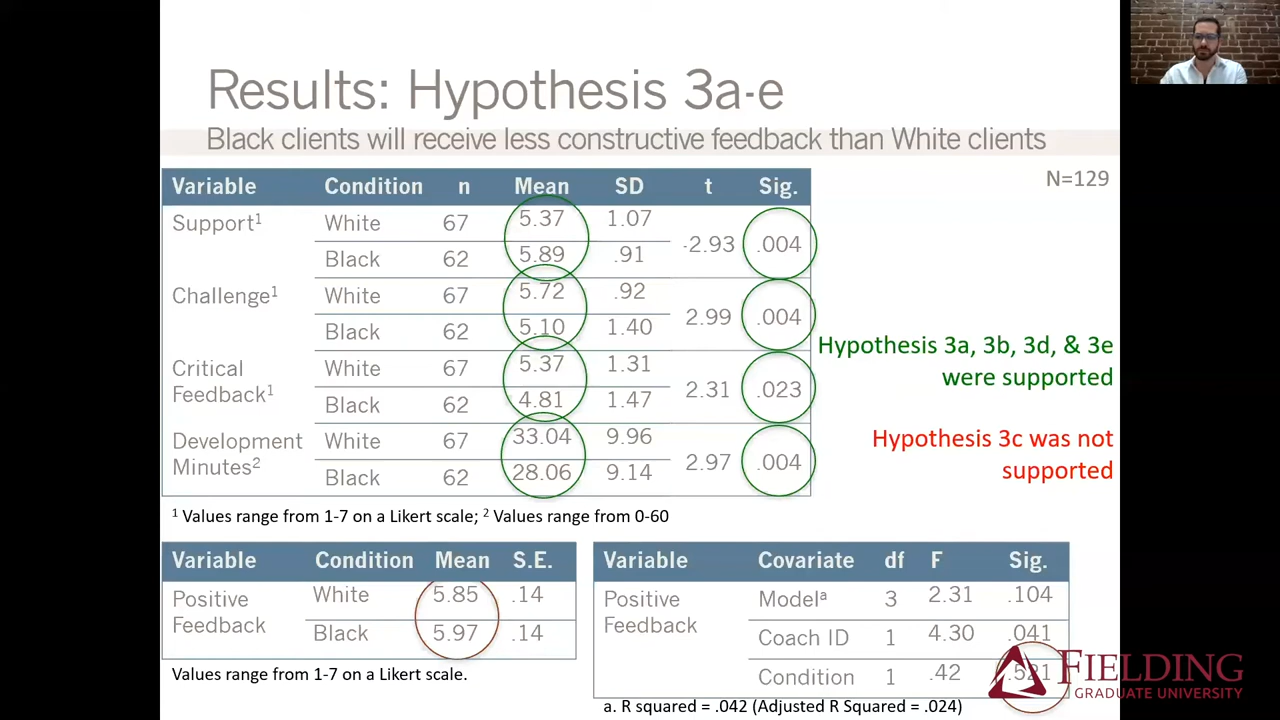 Results: Hypothesis 3a-e
Black clients will receive less constructive feedback than White clients
N=129
Variable Condition n Mean SD t Sig.
Support¹ White 67 5.37 1.07 -2.93 .004
Black 62 5.89 .91
Challenge¹ White 67 5.72 .92 2.99 .004
Black 62 5.10 1.40
Critical Feedback¹ White 67 5.37 1.31 2.31 .023
Black 62 4.81 1.47
Development Minutes² White 67 33.04 9.96 2.97 .004
Black 62 28.06 9.14
Hypothesis 3a, 3b, 3d, & 3e
were supported
Hypothesis 3c was not
supported
¹ Values range from 1-7 on a Likert scale; ² Values range from 0-60
Variable Condition Mean S.E.
Positive Feedback White 5.85 .14
Black 5.97 .14
Values range from 1-7 on a Likert scale.
Variable Covariate df F Sig.
Positive Feedback Modelᵃ 3 2.31 .104
Coach ID 1 4.30 .041
Condition 1 .42 .521
a. R squared = .042 (Adjusted R Squared = .024)
FIELDING
GRADUATE UNIVERSITY